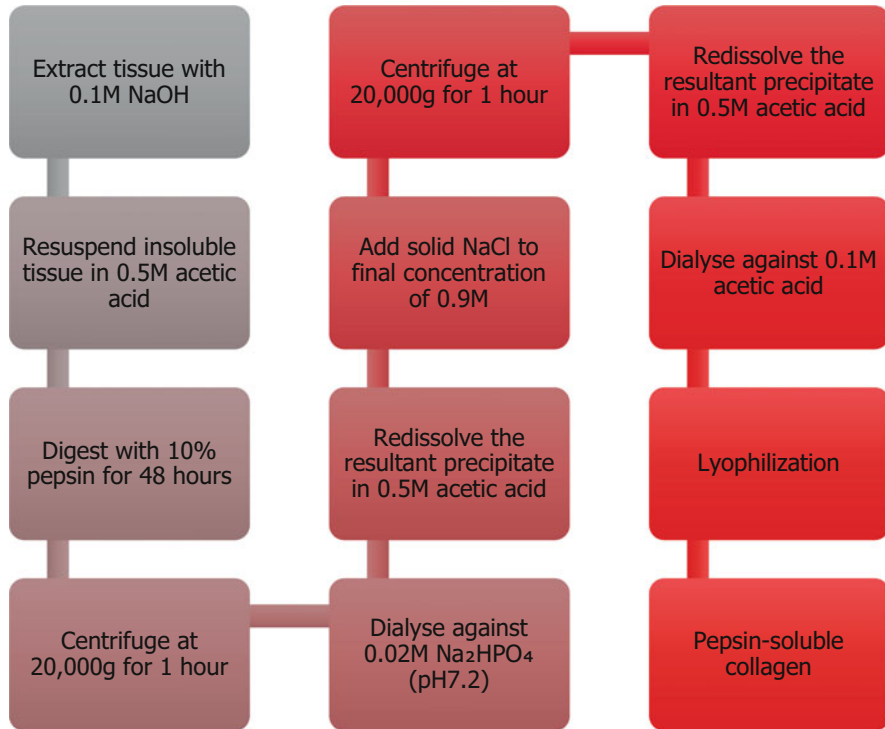 Extract tissue with
0.1M NaOH
Resuspend insoluble
tissue in 0.5M acetic
acid
Digest with 10%
pepsin for 48 hours
Centrifuge at
20,000g for 1 hour
Dialyse against
0.02M Na₂HPO₄
(pH7.2)
Redissolve the
resultant precipitate
in 0.5M acetic acid
Add solid NaCl to
final concentration
of 0.9M
Centrifuge at
20,000g for 1 hour
Redissolve the
resultant precipitate
in 0.5M acetic acid
Dialyse against 0.1M
acetic acid
Lyophilization
Pepsin-soluble
collagen